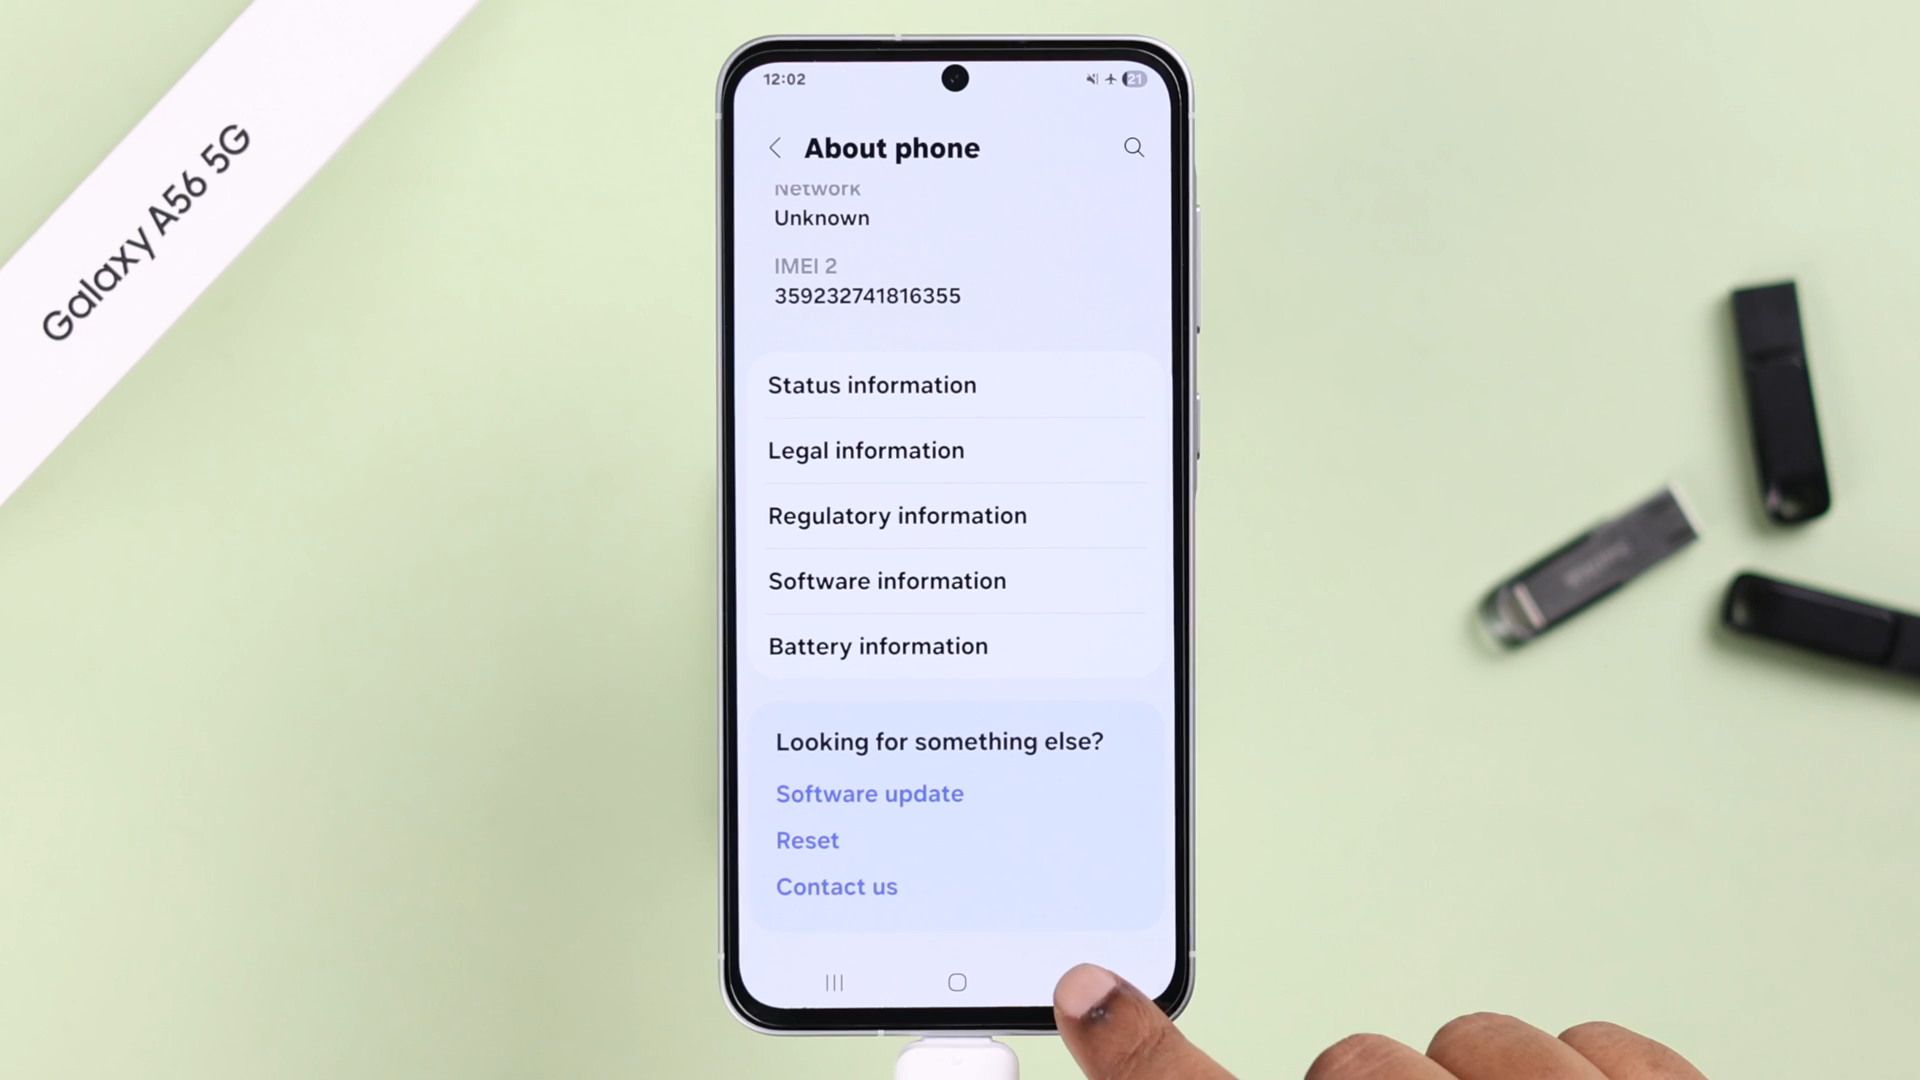 Galaxy A56 5G
12:02
21
About phone
Network
Unknown
IMEI 2
359232741816355
Status information
Legal information
Regulatory information
Software information
Battery information
Looking for something else?
Software update
Reset
Contact us